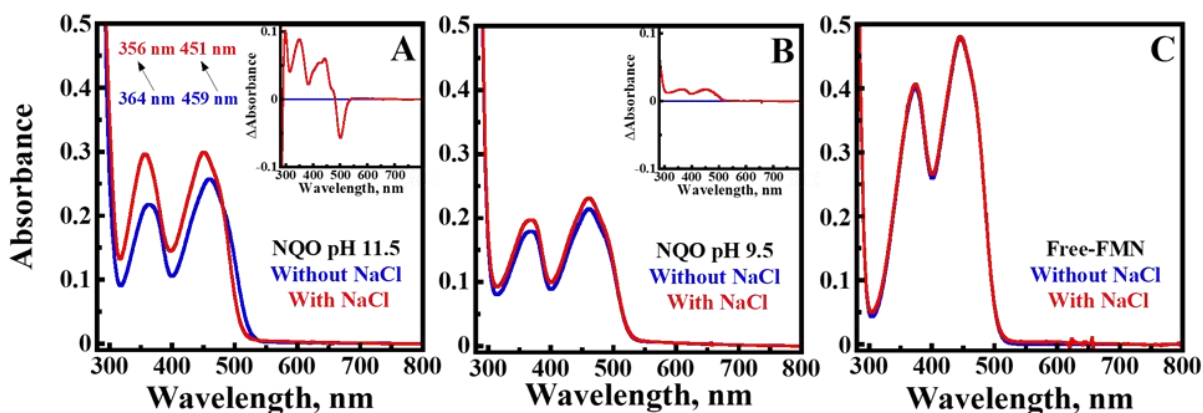 Absorbance
0.5
0.4
0.3
0.2
0.1
0
356 nm 451 nm
364 nm 459 nm
A
0.1
0
-0.1
ΔAbsorbance
300 400 500 600 700
Wavelength, nm
NQO pH 11.5
Without NaCl
With NaCl
300 400 500 600 700 800
Wavelength, nm
0.5
0.4
0.3
0.2
0.1
0
B
0.1
0
-0.1
ΔAbsorbance
300 400 500 600 700
Wavelength, nm
NQO pH 9.5
Without NaCl
With NaCl
300 400 500 600 700 800
Wavelength, nm
0.5
0.4
0.3
0.2
0.1
0
C
Free-FMN
Without NaCl
With NaCl
300 400 500 600 700 800
Wavelength, nm